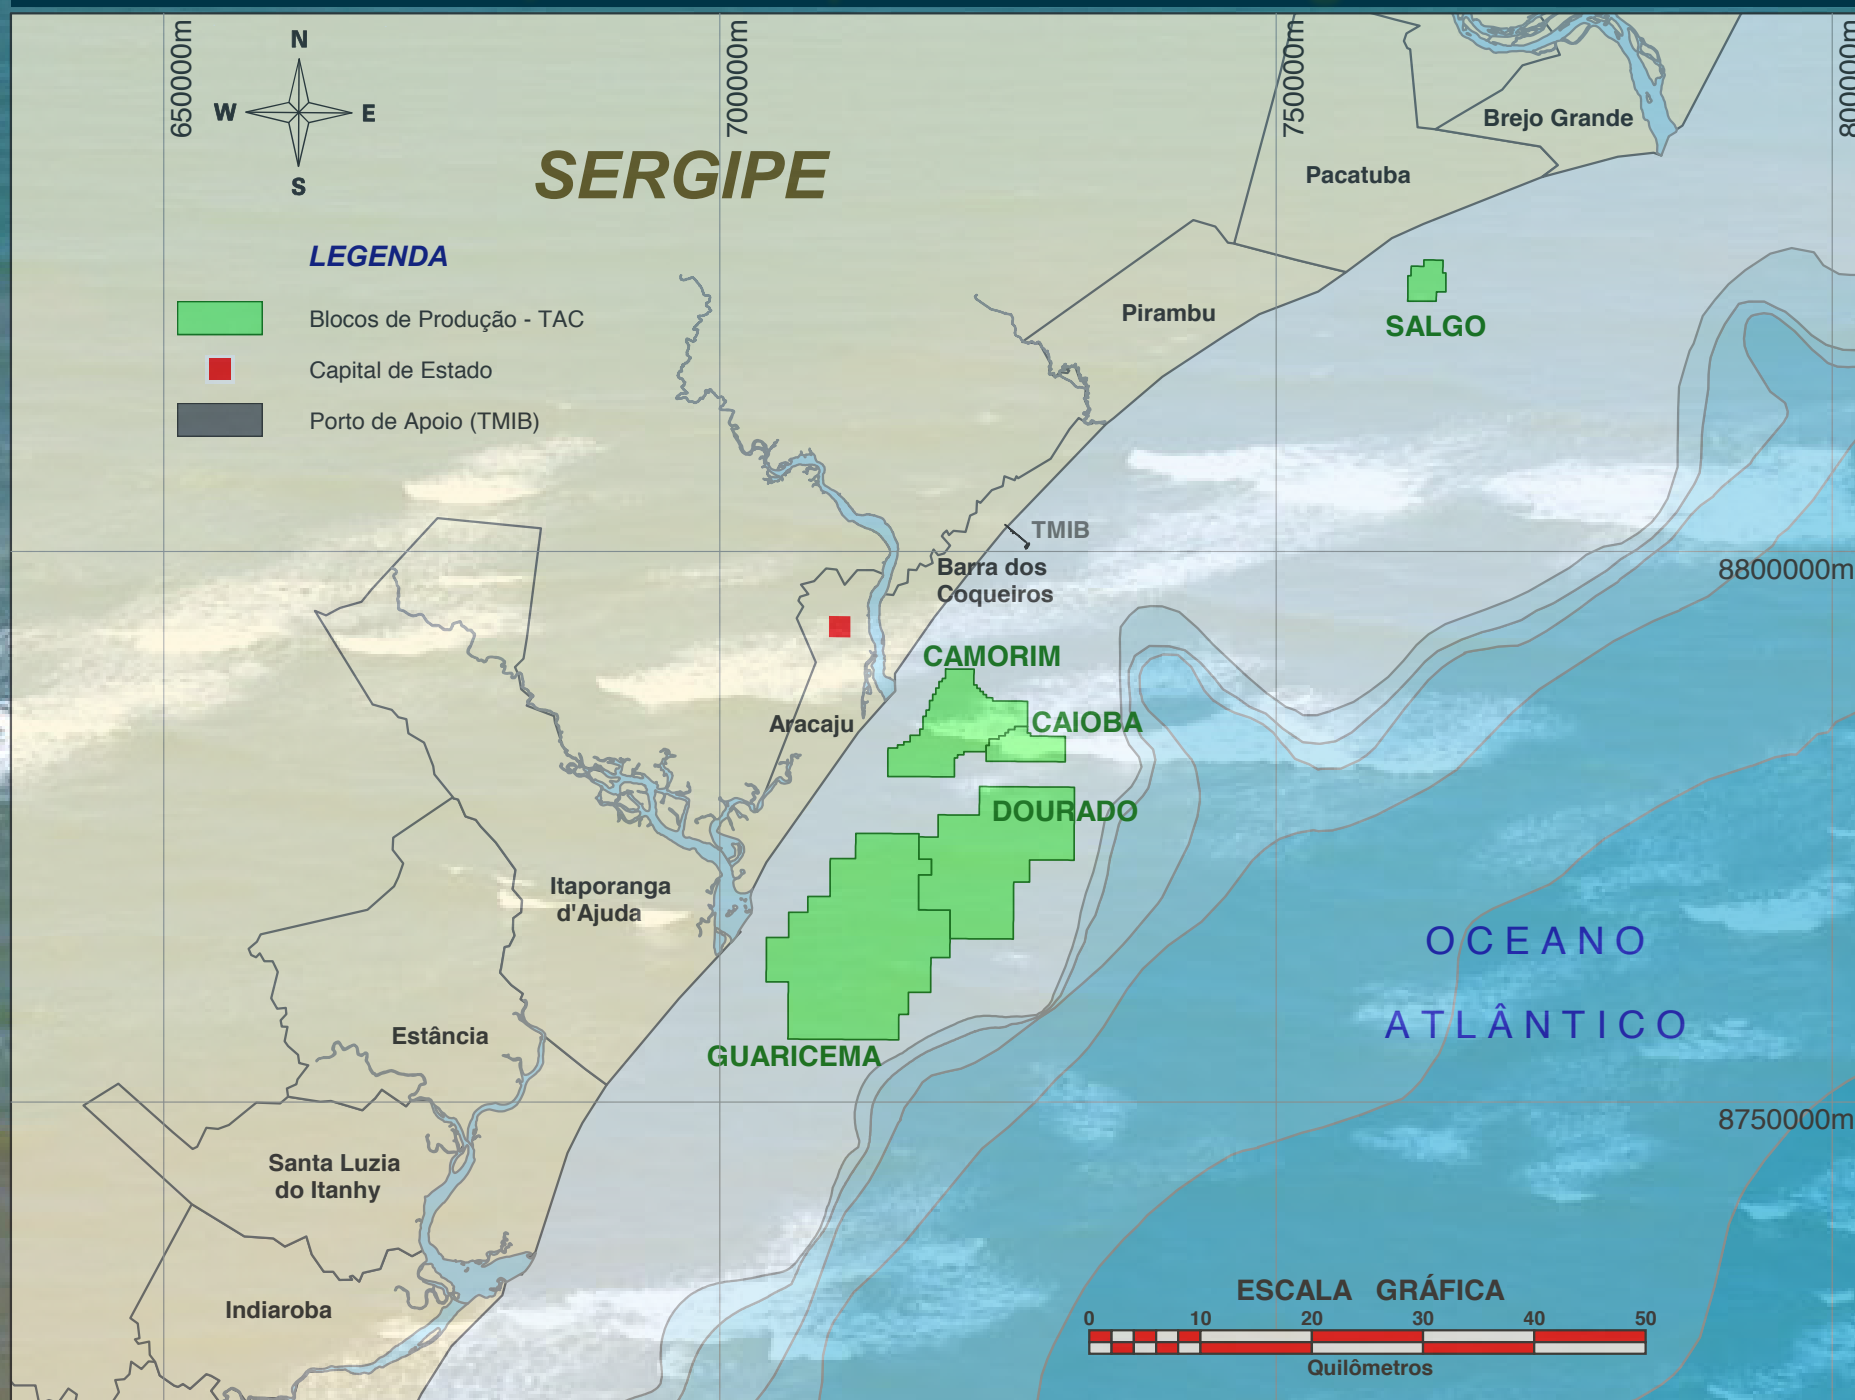 650000m
700000m
750000m
800000m
N
W
E
S
SERGIPE
Brejo Grande
Pacatuba
LEGENDA
Blocos de Produção - TAC
Capital de Estado
Porto de Apoio (TMIB)
Pirambu
SALGO
TMIB
Barra dos
Coqueiros
8800000m
CAMORIM
CAIOBA
Aracaju
DOURADO
Itaporanga
d'Ajuda
OCEANO
ATLÂNTICO
Estância
GUARICEMA
8750000m
Santa Luzia
do Itanhy
Indiaroba
ESCALA GRÁFICA
0 10 20 30 40 50
Quilômetros